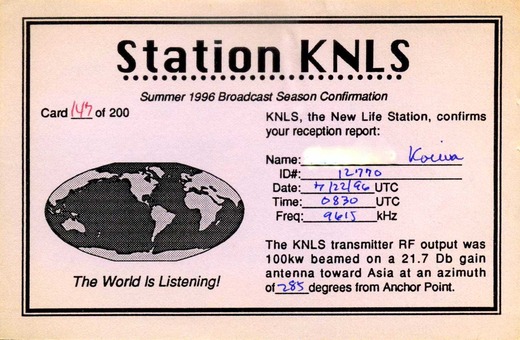 Station KNLS
Summer 1996 Broadcast Season Confirmation
Card 147 of 200
KNLS, the New Life Station, confirms
your reception report:
Name: Koiwa
ID#: 12770
Date: 7/22/96 UTC
Time: 0830 UTC
Freq: 9615 kHz
The KNLS transmitter RF output was
100kw beamed on a 21.7 Db gain
antenna toward Asia at an azimuth
of 285 degrees from Anchor Point.
The World Is Listening!